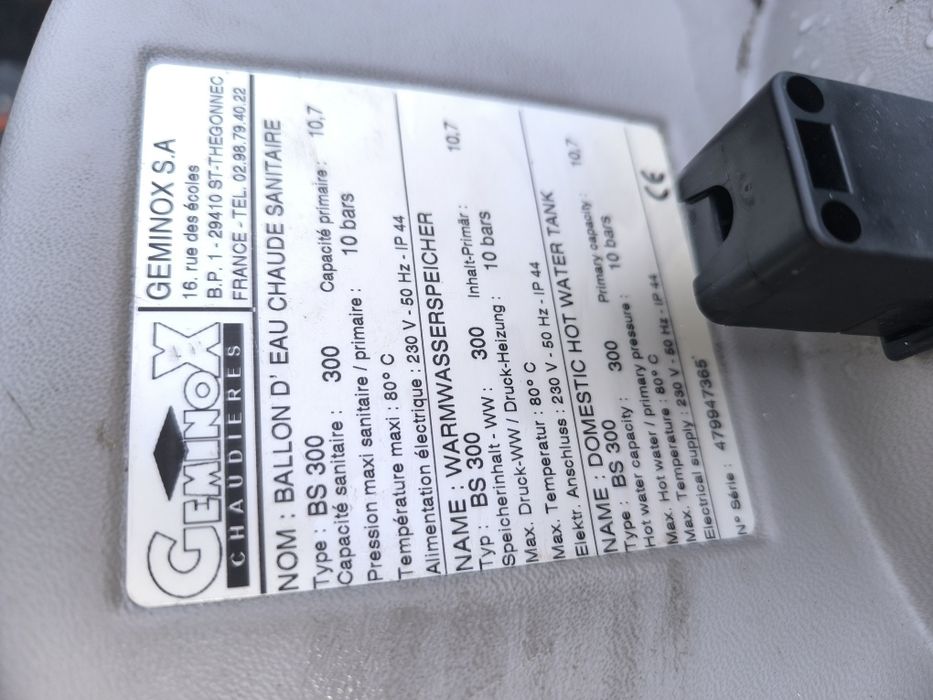 GEMINOX
CHAUDIERES
GEMINOX S.A
16. rue des écoles
B.P. 1 - 29410 ST-THEGONNEC
FRANCE - TEL. 02.98.79.40.22
NOM : BALLON D' EAU CHAUDE SANITAIRE
Type : BS 300
Capacité sanitaire : 300 Capacité primaire : 10,7
Pression maxi sanitaire / primaire : 10 bars
Température maxi : 80° C
Alimentation électrique : 230 V - 50 Hz - IP 44
NAME : WARMWASSERSPEICHER
Typ : BS 300
Speicherinhalt - WW : 300 Inhalt-Primär : 10,7
Max. Druck-WW / Druck-Heizung : 10 bars
Max. Temperatur : 80° C
Elektr. Anschluss : 230 V - 50 Hz - IP 44
NAME : DOMESTIC HOT WATER TANK
Type : BS 300
Hot water capacity : 300 Primary capacity : 10,7
Max. Hot water / primary pressure : 10 bars
Max. Temperature : 80° C
Electrical supply : 230 V - 50 Hz - IP 44
N° Série : 479947365
CE